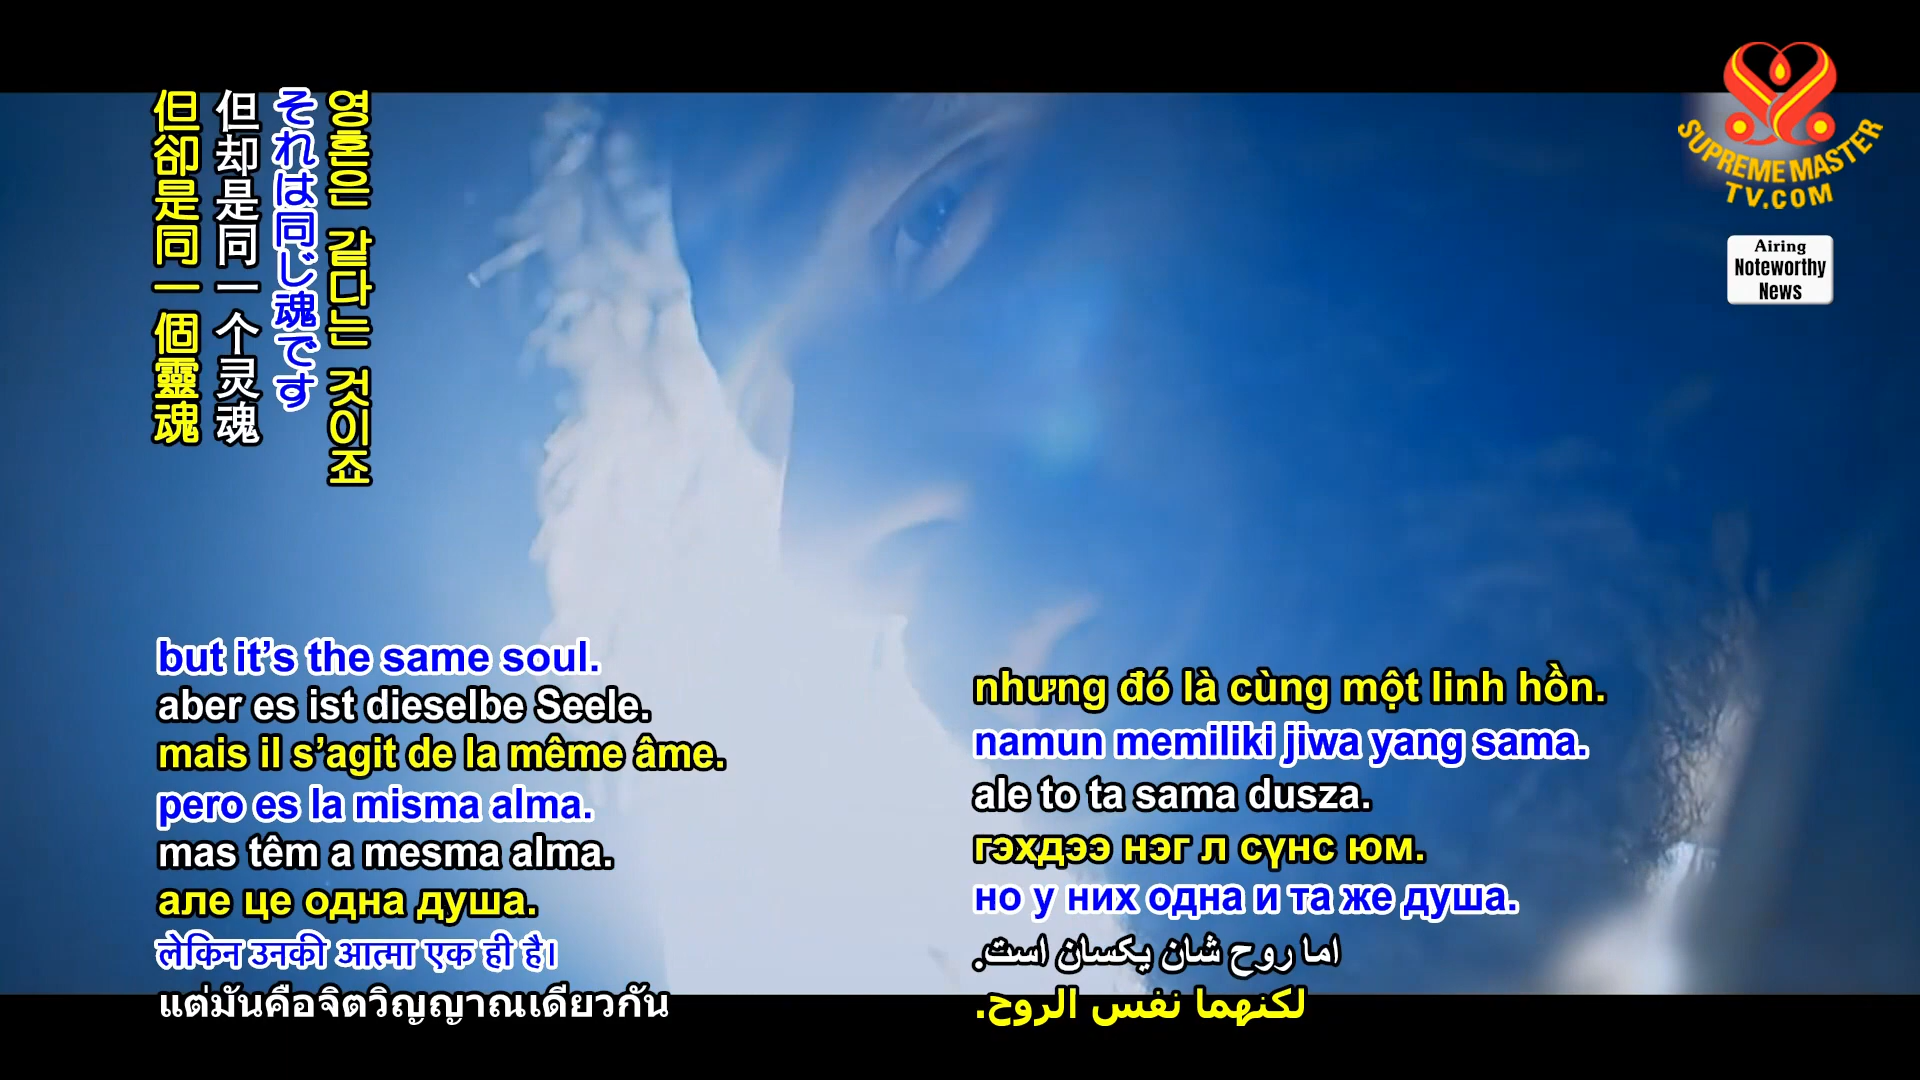 但卻是同一個靈魂
但却是同一个灵魂
それは同じ魂です
영혼은 같다는 것이죠
SUPREME MASTER
TV.COM
Airing
Noteworthy
News
but it’s the same soul.
aber es ist dieselbe Seele.
mais il s’agit de la même âme.
pero es la misma alma.
mas têm a mesma alma.
але це одна душа.
लेकिन उनकी आत्मा एक ही है।
แต่มันคือจิตวิญญาณเดียวกัน
nhưng đó là cùng một linh hồn.
namun memiliki jiwa yang sama.
ale to ta sama dusza.
гэхдээ нэг л сүнс юм.
но у них одна и та же душа.
اما روح شان یکسان است.
لكنهما نفس الروح.